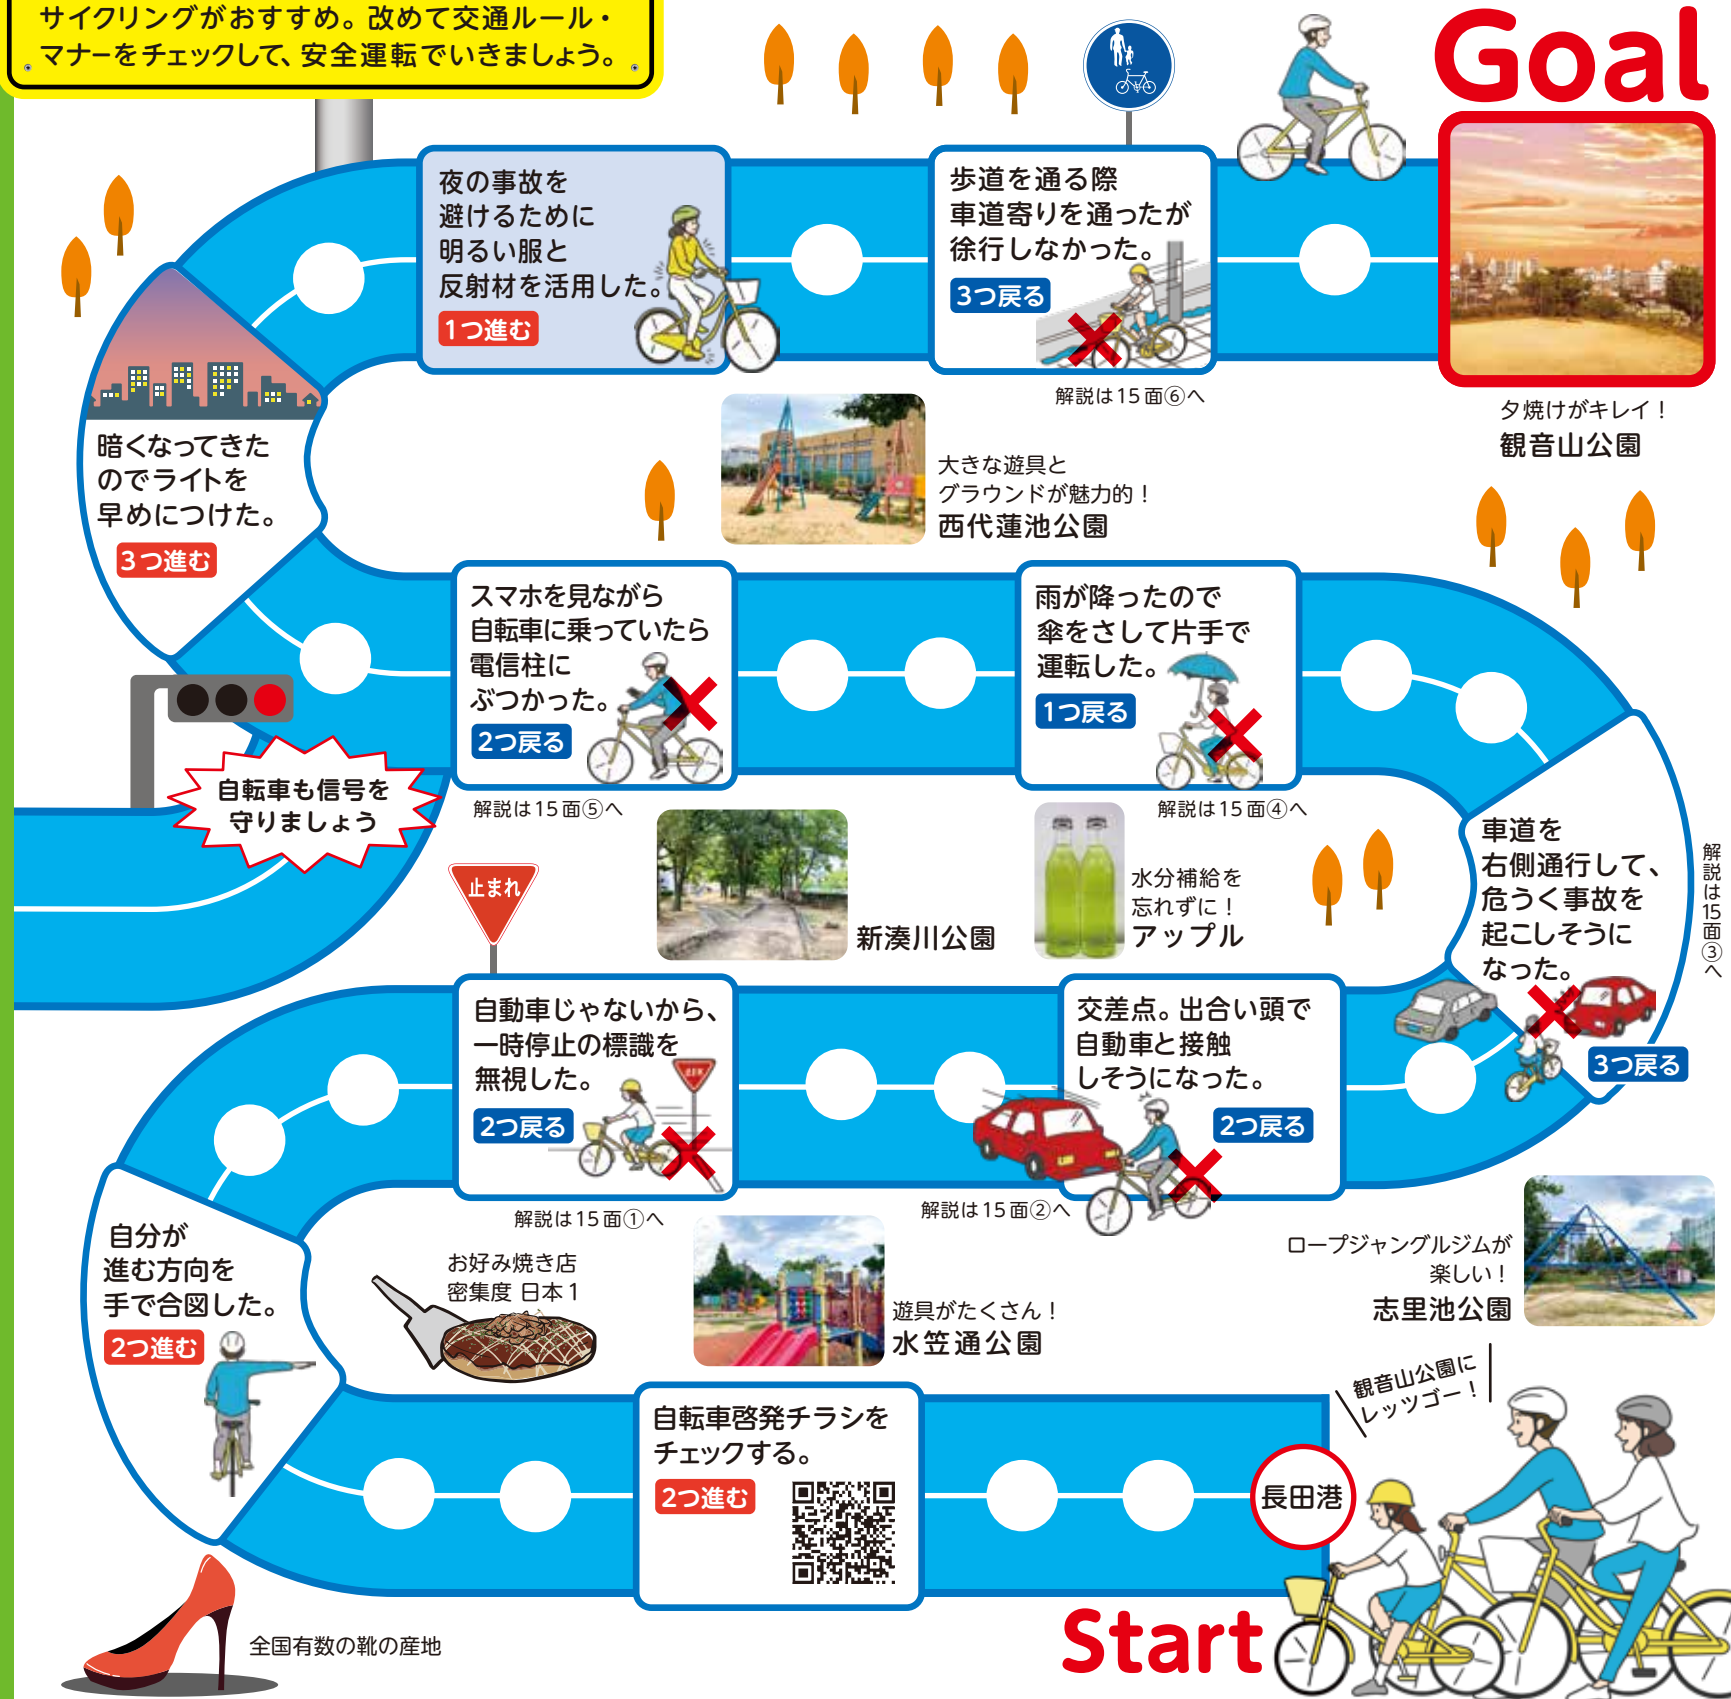 サイクリングがおすすめ。改めて交通ルール・
マナーをチェックして、安全運転でいきましょう。
Goal
夜の事故を
避けるために
明るい服と
反射材を活用した。
1つ進む
歩道を通る際
車道寄りを通ったが
徐行しなかった。
3つ戻る
解説は15面⑥へ
夕焼けがキレイ！
観音山公園
暗くなってきた
のでライトを
早めにつけた。
3つ進む
大きな遊具と
グラウンドが魅力的！
西代蓮池公園
スマホを見ながら
自転車に乗っていたら
電信柱に
ぶつかった。
2つ戻る
解説は15面⑤へ
雨が降ったので
傘をさして片手で
運転した。
1つ戻る
解説は15面④へ
自転車も信号を
守りましょう
車道を
右側通行して、
危うく事故を
起こしそうに
なった。
3つ戻る
解説は15面③へ
止まれ
新湊川公園
水分補給を
忘れずに！
アップル
自動車じゃないから、
一時停止の標識を
無視した。
2つ戻る
止まれ
解説は15面①へ
交差点。出合い頭で
自動車と接触
しそうになった。
2つ戻る
解説は15面②へ
自分が
進む方向を
手で合図した。
2つ進む
お好み焼き店
密集度 日本1
遊具がたくさん！
水笠通公園
ロープジャングルジムが
楽しい！
志里池公園
観音山公園に
レッツゴー！
自転車啓発チラシを
チェックする。
2つ進む
長田港
Start
全国有数の靴の産地